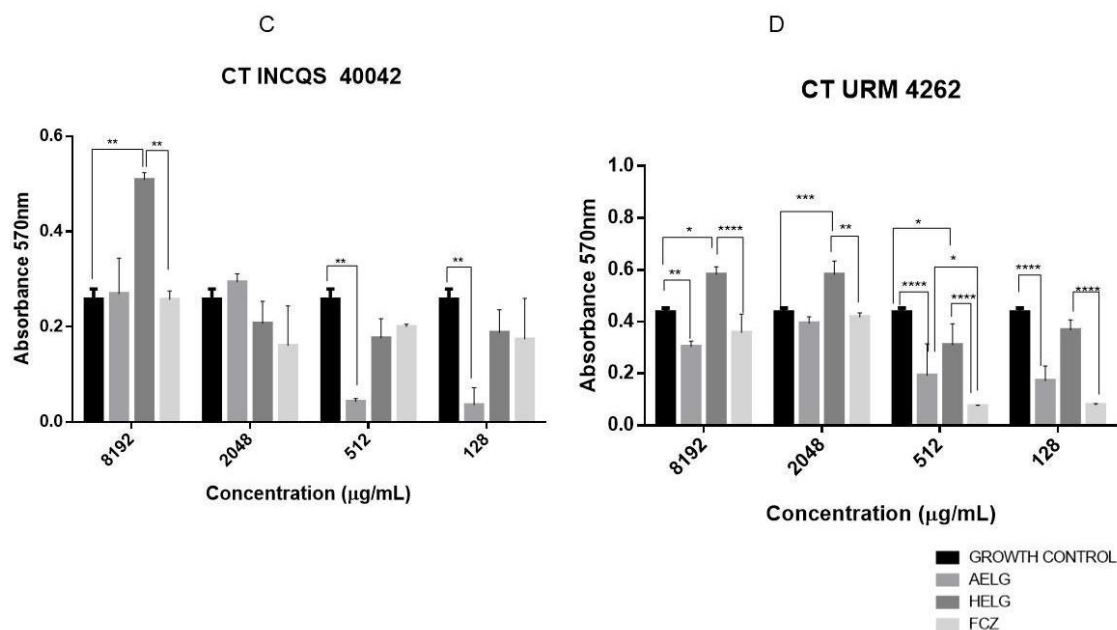 C
CT INCQS 40042
Absorbance 570nm
0.6
0.4
0.2
0.0
**
**
**
**
8192
2048
512
128
Concentration (µg/mL)
D
CT URM 4262
Absorbance 570nm
1.0
0.8
0.6
0.4
0.2
0.0
*
**
****
***
**
*
*
****
****
****
****
8192
2048
512
128
Concentration (µg/mL)
GROWTH CONTROL
AELG
HELG
FCZ